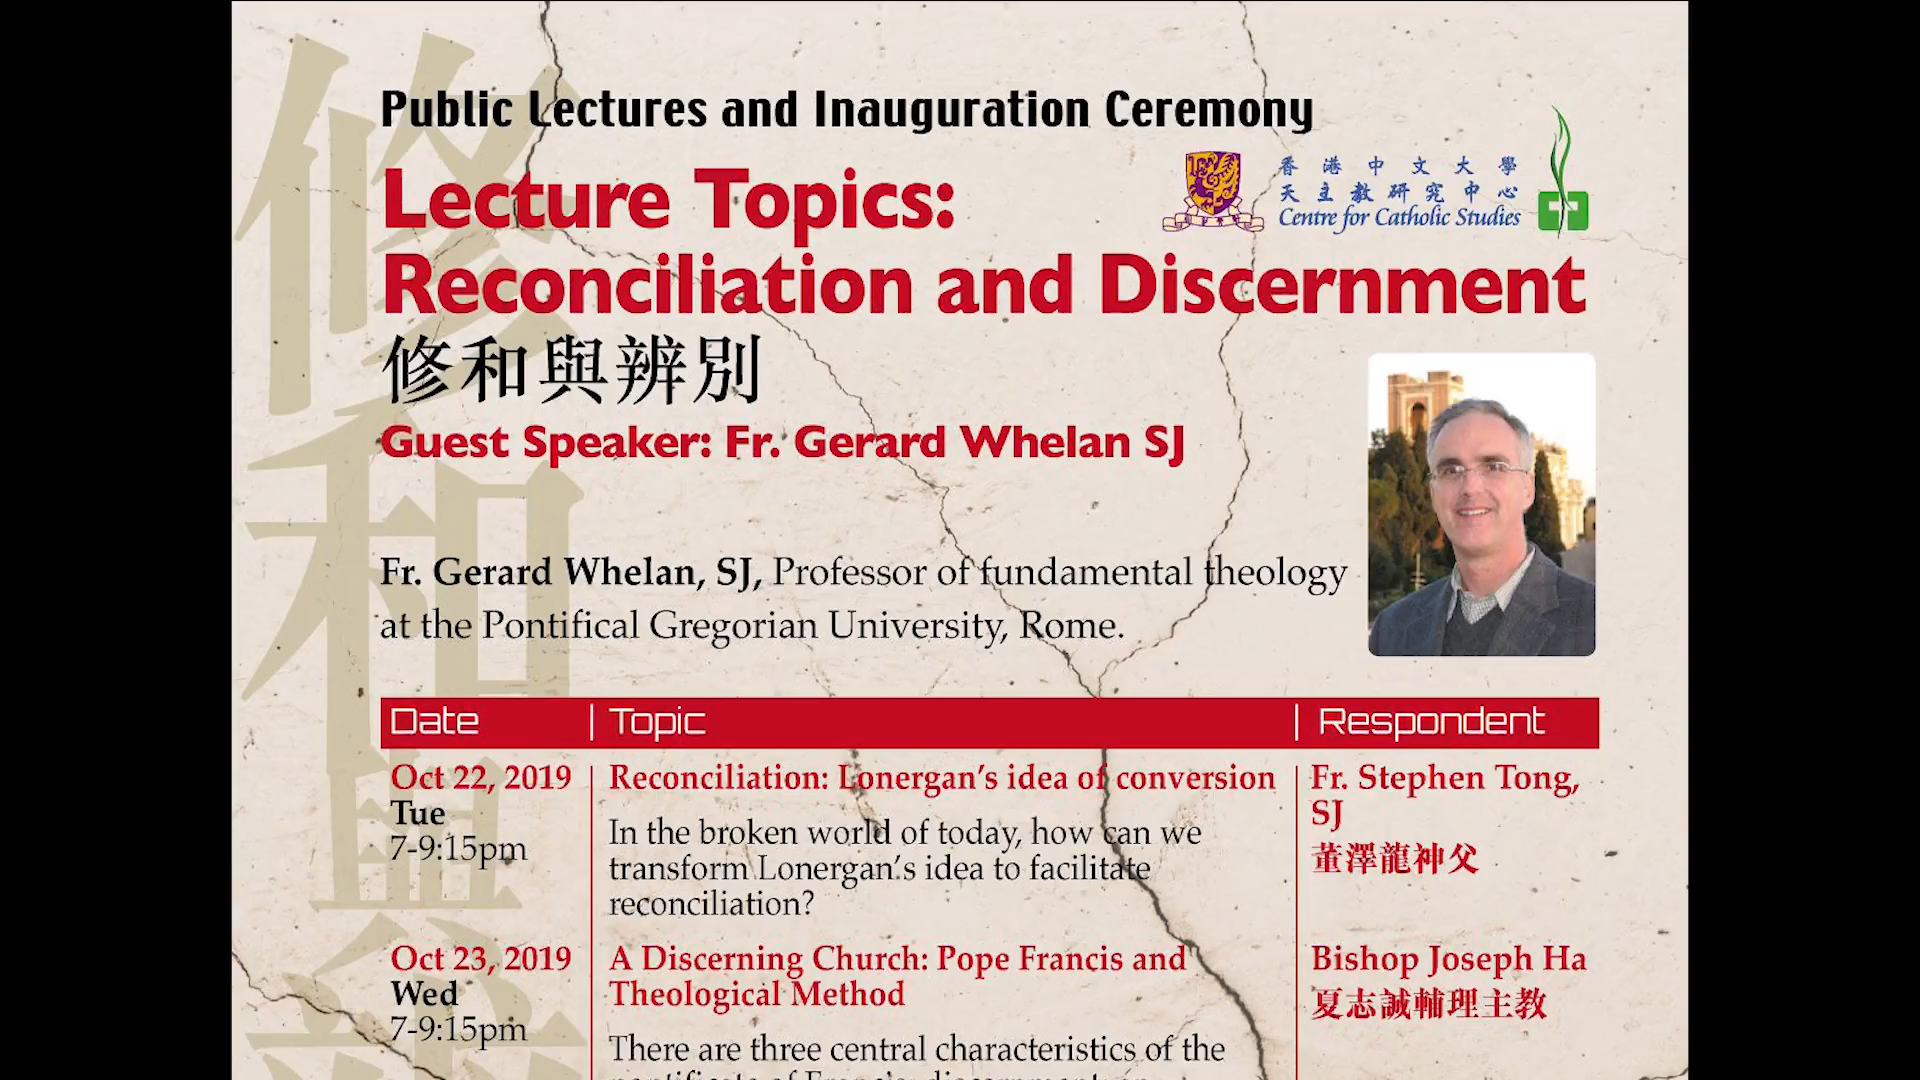 Public Lectures and Inauguration Ceremony
Lecture Topics:
Reconciliation and Discernment
香港中文大學
天主教研究中心
Centre for Catholic Studies
修和與辨別
Guest Speaker: Fr. Gerard Whelan SJ
Fr. Gerard Whelan, SJ, Professor of fundamental theology
at the Pontifical Gregorian University, Rome.
Date | Topic | Respondent
Oct 22, 2019
Tue
7-9:15pm
Reconciliation: Lonergan’s idea of conversion
In the broken world of today, how can we
transform Lonergan’s idea to facilitate
reconciliation?
Fr. Stephen Tong,
SJ
董澤龍神父
Oct 23, 2019
Wed
7-9:15pm
A Discerning Church: Pope Francis and
Theological Method
There are three central characteristics of the
Bishop Joseph Ha
夏志誠輔理主教
修和與